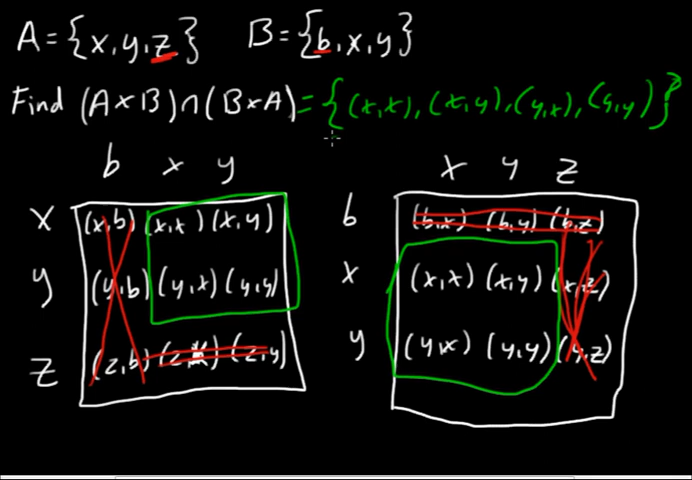 A={x,y,z} B={b,x,y}
Find (A×B)∩(B×A)={(x,x),(x,y),(y,x),(y,y)}
b x y
x (x,b) (x,x) (x,y)
y (y,b) (y,x) (y,y)
z (z,b) (z,x) (z,y)
x y z
b (b,x) (b,y) (b,z)
x (x,x) (x,y) (x,z)
y (y,x) (y,y) (y,z)